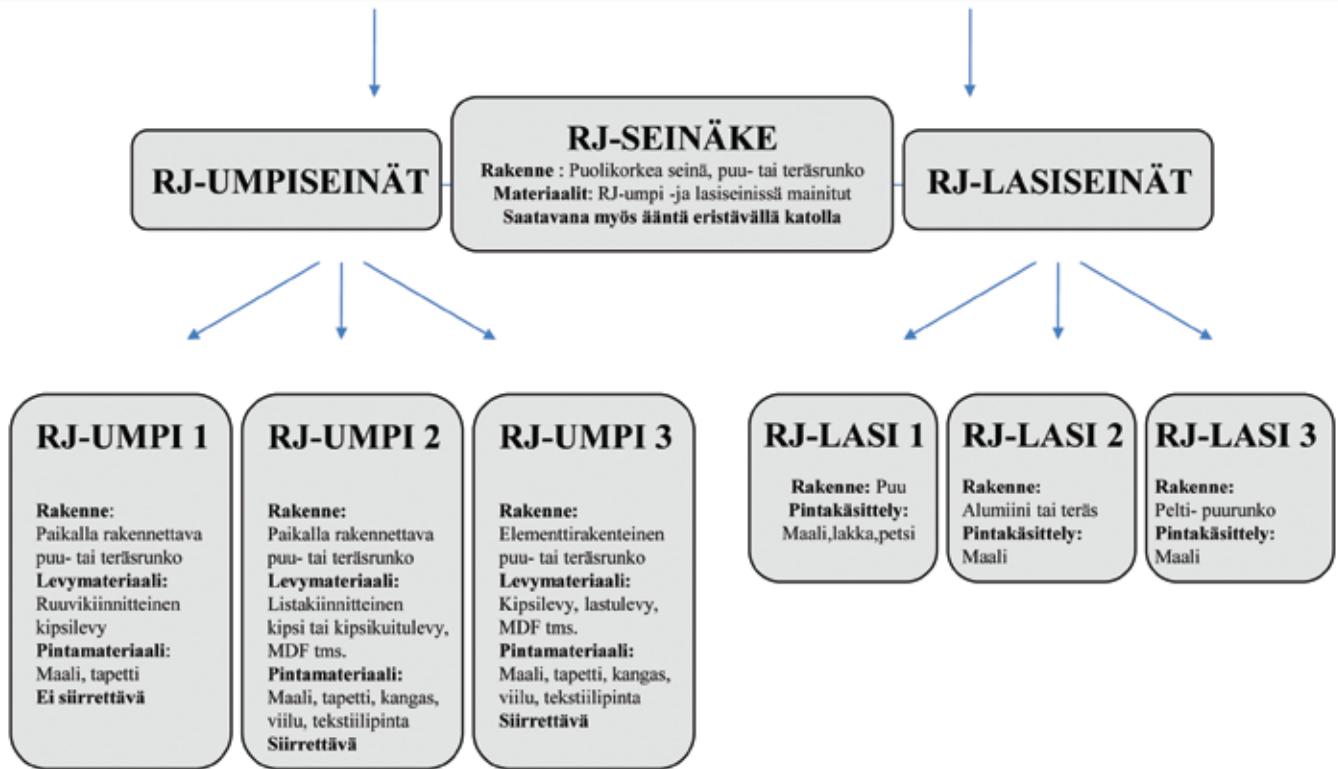 RJ-SEINÄKE
Rakenne : Puolikorkea seinä, puu- tai teräsrunko
Materiaalit: RJ-umpi -ja lasiseinissä mainitut
Saatavana myös ääntä eristävällä katolla
RJ-UMPISEINÄT
RJ-LASISEINÄT
RJ-UMPI 1
Rakenne:
Paikalla rakennettava
puu- tai teräsrunko
Levymateriaali:
Ruuvikiinnitteinen
kipsilevy
Pintamateriaali:
Maali, tapetti
Ei siirrettävä
RJ-UMPI 2
Rakenne:
Paikalla rakennettava
puu- tai teräsrunko
Levymateriaali:
Listakiinnitteinen
kipsi tai kipsikuitulevy,
MDF tms.
Pintamateriaali:
Maali, tapetti, kangas,
viilu, tekstiilipinta
Siirrettävä
RJ-UMPI 3
Rakenne:
Elementtirakenteinen
puu- tai teräsrunko
Levymateriaali:
Kipsilevy, lastulevy,
MDF tms.
Pintamateriaali:
Maali, tapetti, kangas,
viilu, tekstiilipinta
Siirrettävä
RJ-LASI 1
Rakenne: Puu
Pintakäsittely:
Maali,lakka,petsi
RJ-LASI 2
Rakenne:
Alumiini tai teräs
Pintakäsittely:
Maali
RJ-LASI 3
Rakenne:
Pelti- puurunko
Pintakäsittely:
Maali